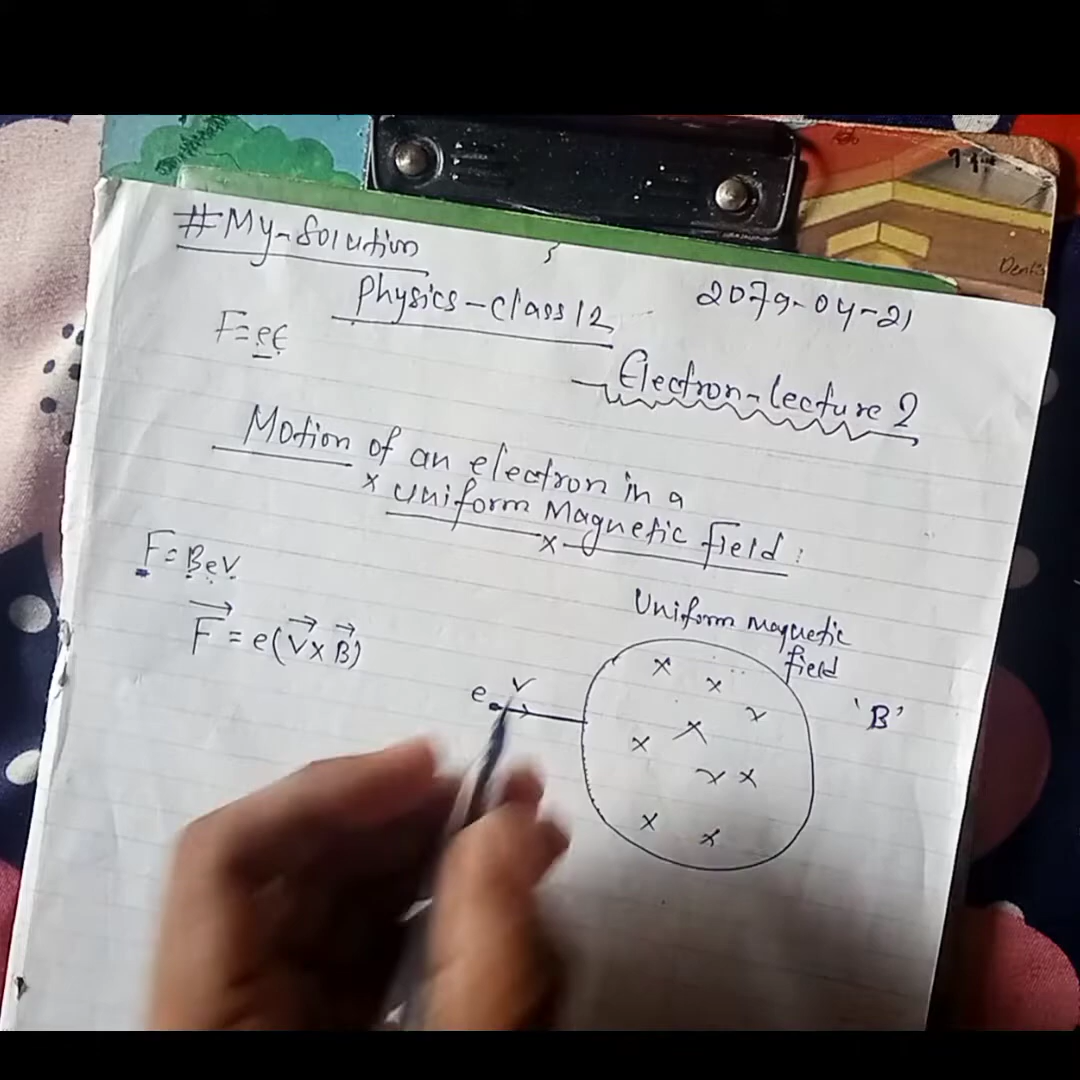 #My-Solution
Physics-class 12
2079-04-21
F=eE
Electron-lecture 2
Motion of an electron in a
x Uniform Magnetic field:
x
F=BeV
F = e(V x B)
Uniform magnetic
field
'B'
e
v
x x
x x x
x x x
x x